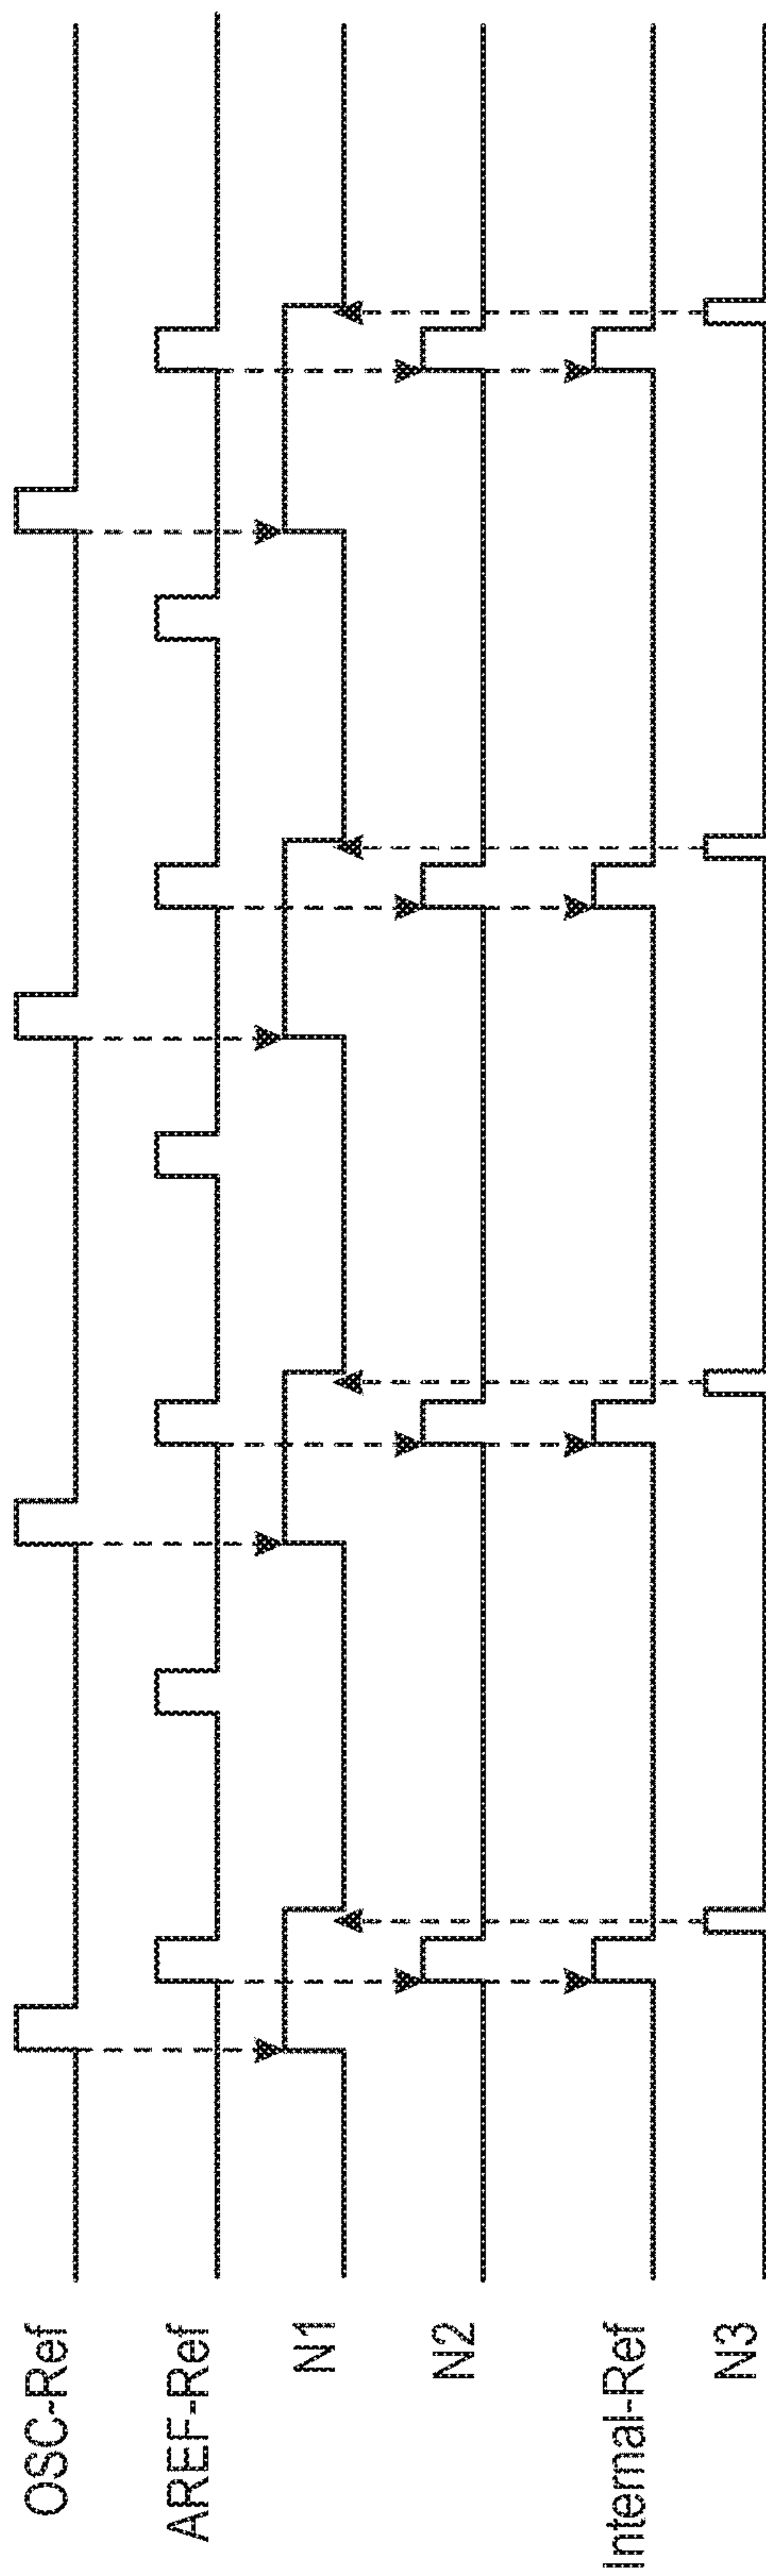 OSC-Ref
AREF-Ref
N1
N2
Internal-Ref
N3